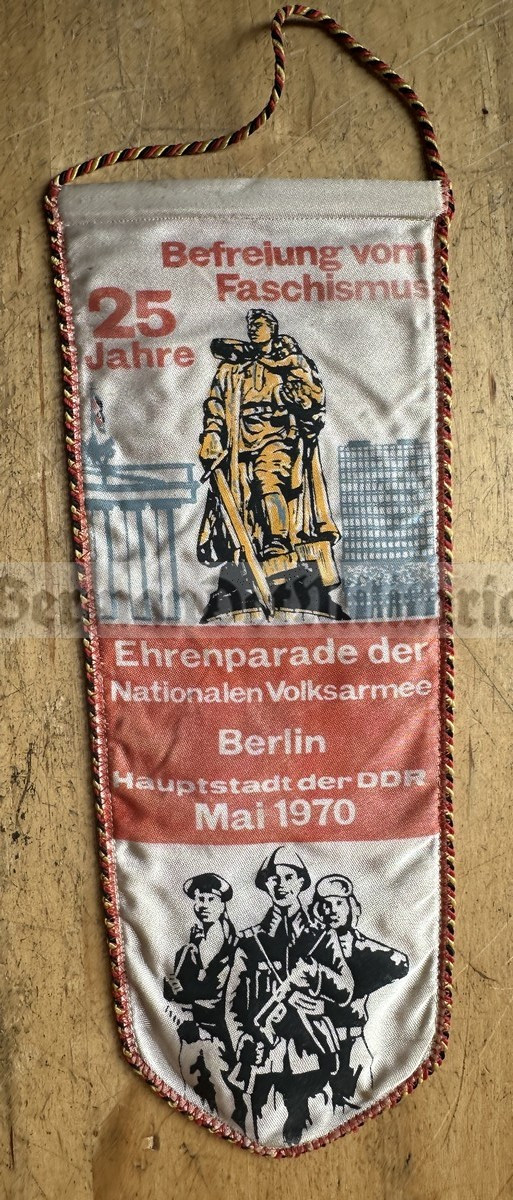 Befreiung vom
Faschismus
25
Jahre
Ehrenparade der
Nationalen Volksarmee
Berlin
Hauptstadt der DDR
Mai 1970